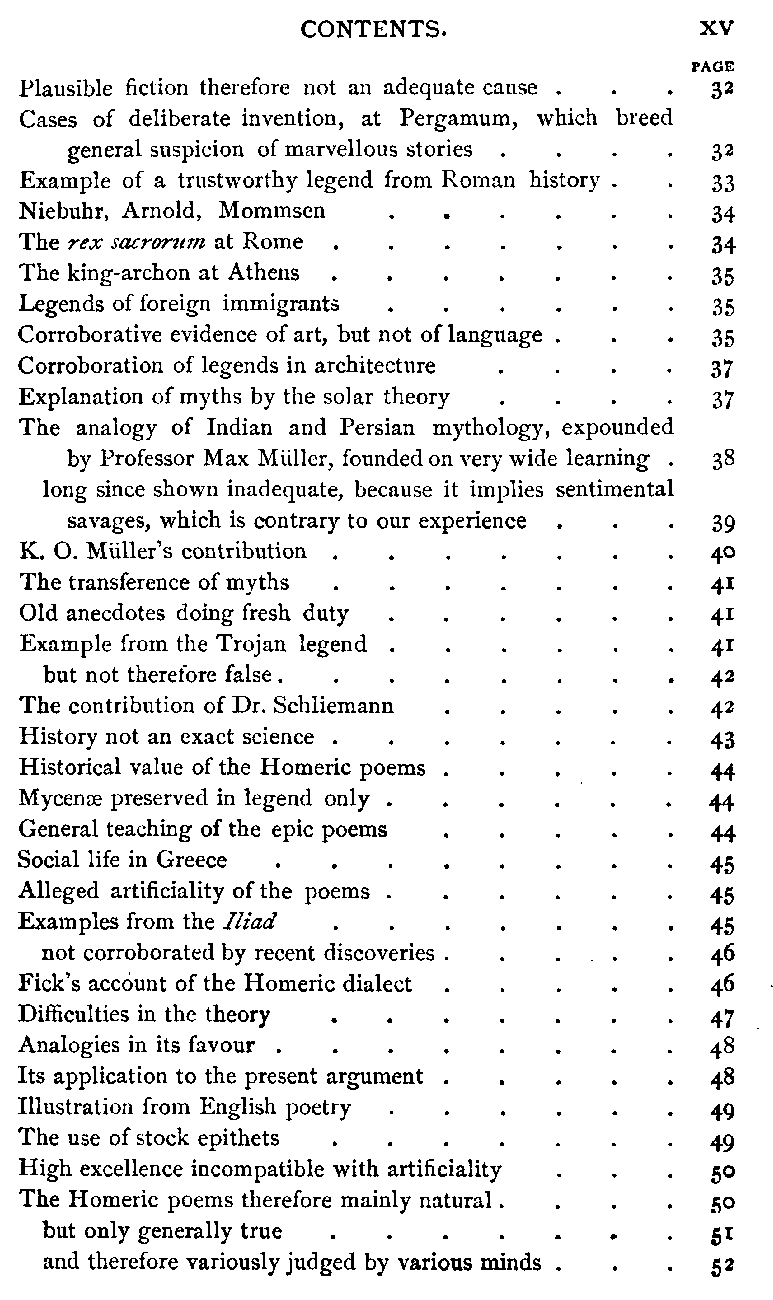 CONTENTS. XV
PAGE
Plausible fiction therefore not an adequate cause . . . 32
Cases of deliberate invention, at Pergamum, which breed
general suspicion of marvellous stories . . . . 32
Example of a trustworthy legend from Roman history . . 33
Niebuhr, Arnold, Mommsen . . . . . . 34
The rex sacrorum at Rome . . . . . . . 34
The king-archon at Athens . . . . . . . 35
Legends of foreign immigrants . . . . . . 35
Corroborative evidence of art, but not of language . . . 35
Corroboration of legends in architecture . . . . 37
Explanation of myths by the solar theory . . . . 37
The analogy of Indian and Persian mythology, expounded
by Professor Max Müller, founded on very wide learning . 38
long since shown inadequate, because it implies sentimental
savages, which is contrary to our experience . . . 39
K. O. Müller's contribution . . . . . . . 40
The transference of myths . . . . . . . 41
Old anecdotes doing fresh duty . . . . . . 41
Example from the Trojan legend . . . . . . 41
but not therefore false . . . . . . . . 42
The contribution of Dr. Schliemann . . . . . 42
History not an exact science . . . . . . . 43
Historical value of the Homeric poems . . . . . 44
Mycenæ preserved in legend only . . . . . . 44
General teaching of the epic poems . . . . . 44
Social life in Greece . . . . . . . . 45
Alleged artificiality of the poems . . . . . . 45
Examples from the Iliad . . . . . . . 45
not corroborated by recent discoveries . . . . . 46
Fick's account of the Homeric dialect . . . . . 46
Difficulties in the theory . . . . . . . 47
Analogies in its favour . . . . . . . . 48
Its application to the present argument . . . . . 48
Illustration from English poetry . . . . . . 49
The use of stock epithets . . . . . . . 49
High excellence incompatible with artificiality . . . 50
The Homeric poems therefore mainly natural . . . . 50
but only generally true . . . . . . . 51
and therefore variously judged by various minds . . . 52